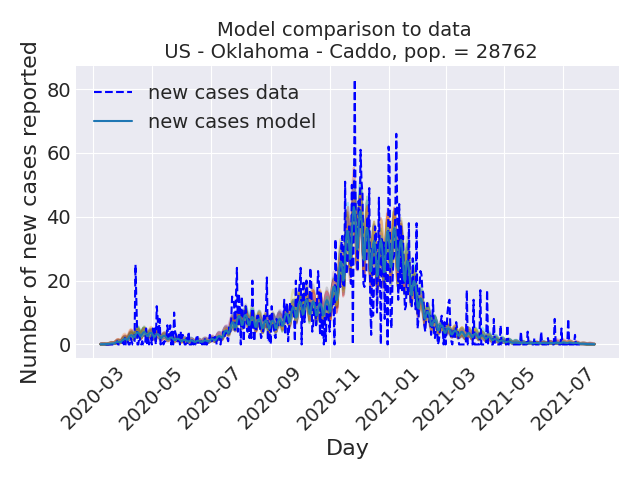 Model comparison to data
US - Oklahoma - Caddo, pop. = 28762
Number of new cases reported
80
60
40
20
0
new cases data
new cases model
2020-03
2020-05
2020-07
2020-09
2020-11
2021-01
2021-03
2021-05
2021-07
Day